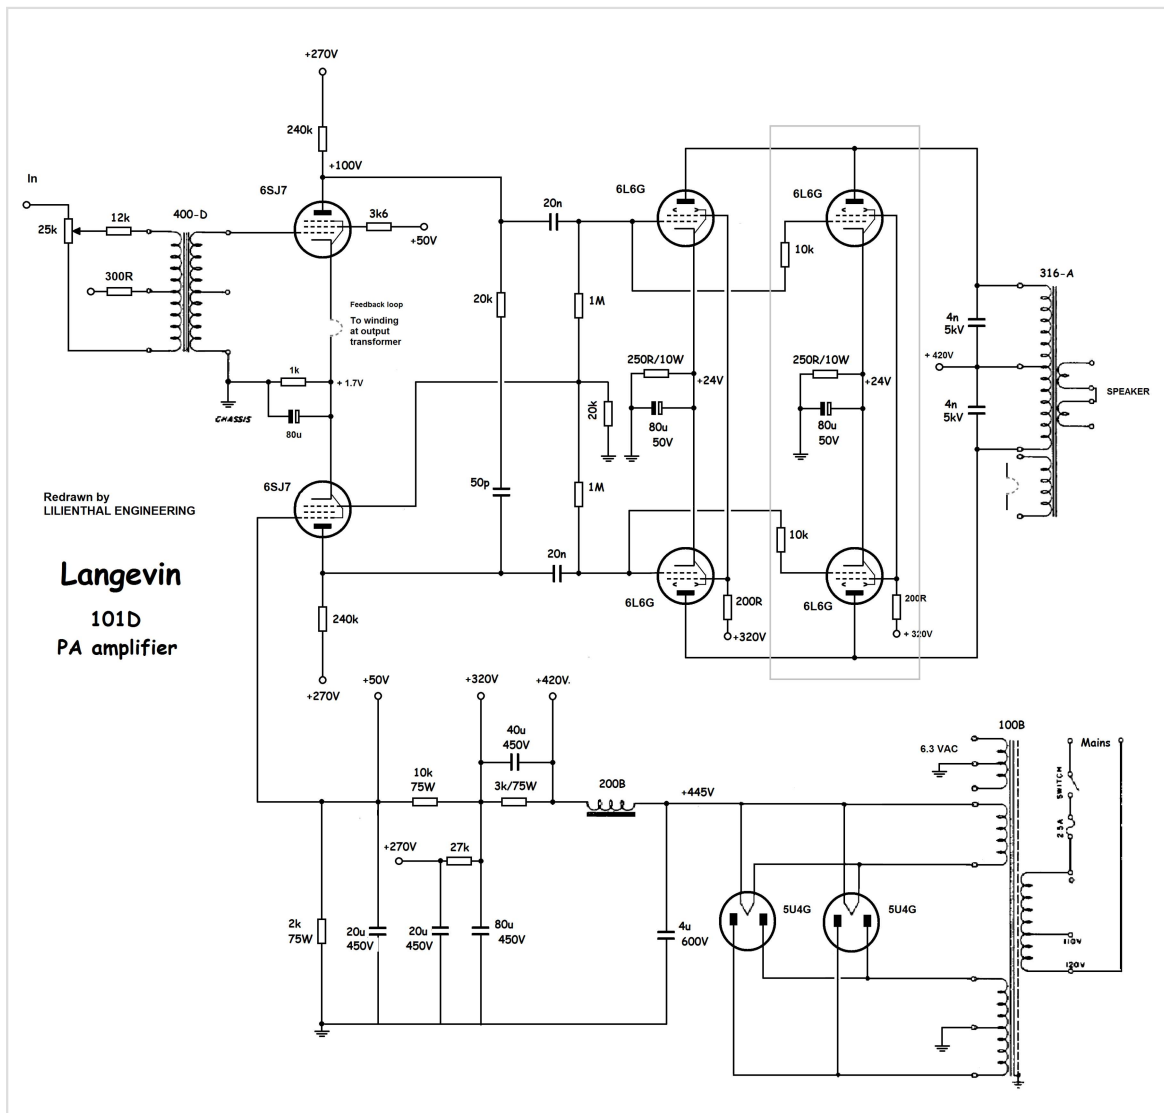 +270V
240k
+100V
In
6SJ7
12k
400-D
3k6
+50V
25k
300R
Feedback loop
To winding
at output
transformer
1k
+ 1.7V
CHASSIS
80u
6SJ7
240k
+270V
20n
6L6G
6L6G
10k
20k
1M
250R/10W
+24V
20k
80u
50V
250R/10W
+24V
80u
50V
50p
1M
20n
10k
6L6G
200R
+320V
6L6G
200R
+ 320V
316-A
4n
5kV
+ 420V
4n
5kV
SPEAKER
Redrawn by
LILIENTHAL ENGINEERING
Langevin
101D
PA amplifier
+50V
+320V
+420V.
40u
450V
10k
75W
3k/75W
200B
+445V
+270V
27k
2k
75W
20u
450V
20u
450V
80u
450V
4u
600V
5U4G
5U4G
100B
6.3 VAC
Mains
SWITCH
2.5A
110V
120V